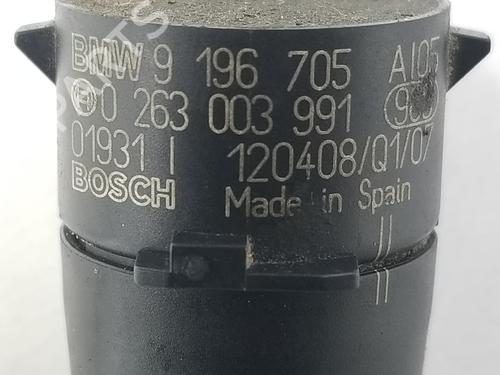 BMW 9 196 705 AI05
0 263 003 991
01931 I 120408/Q1/07
BOSCH Made in Spain